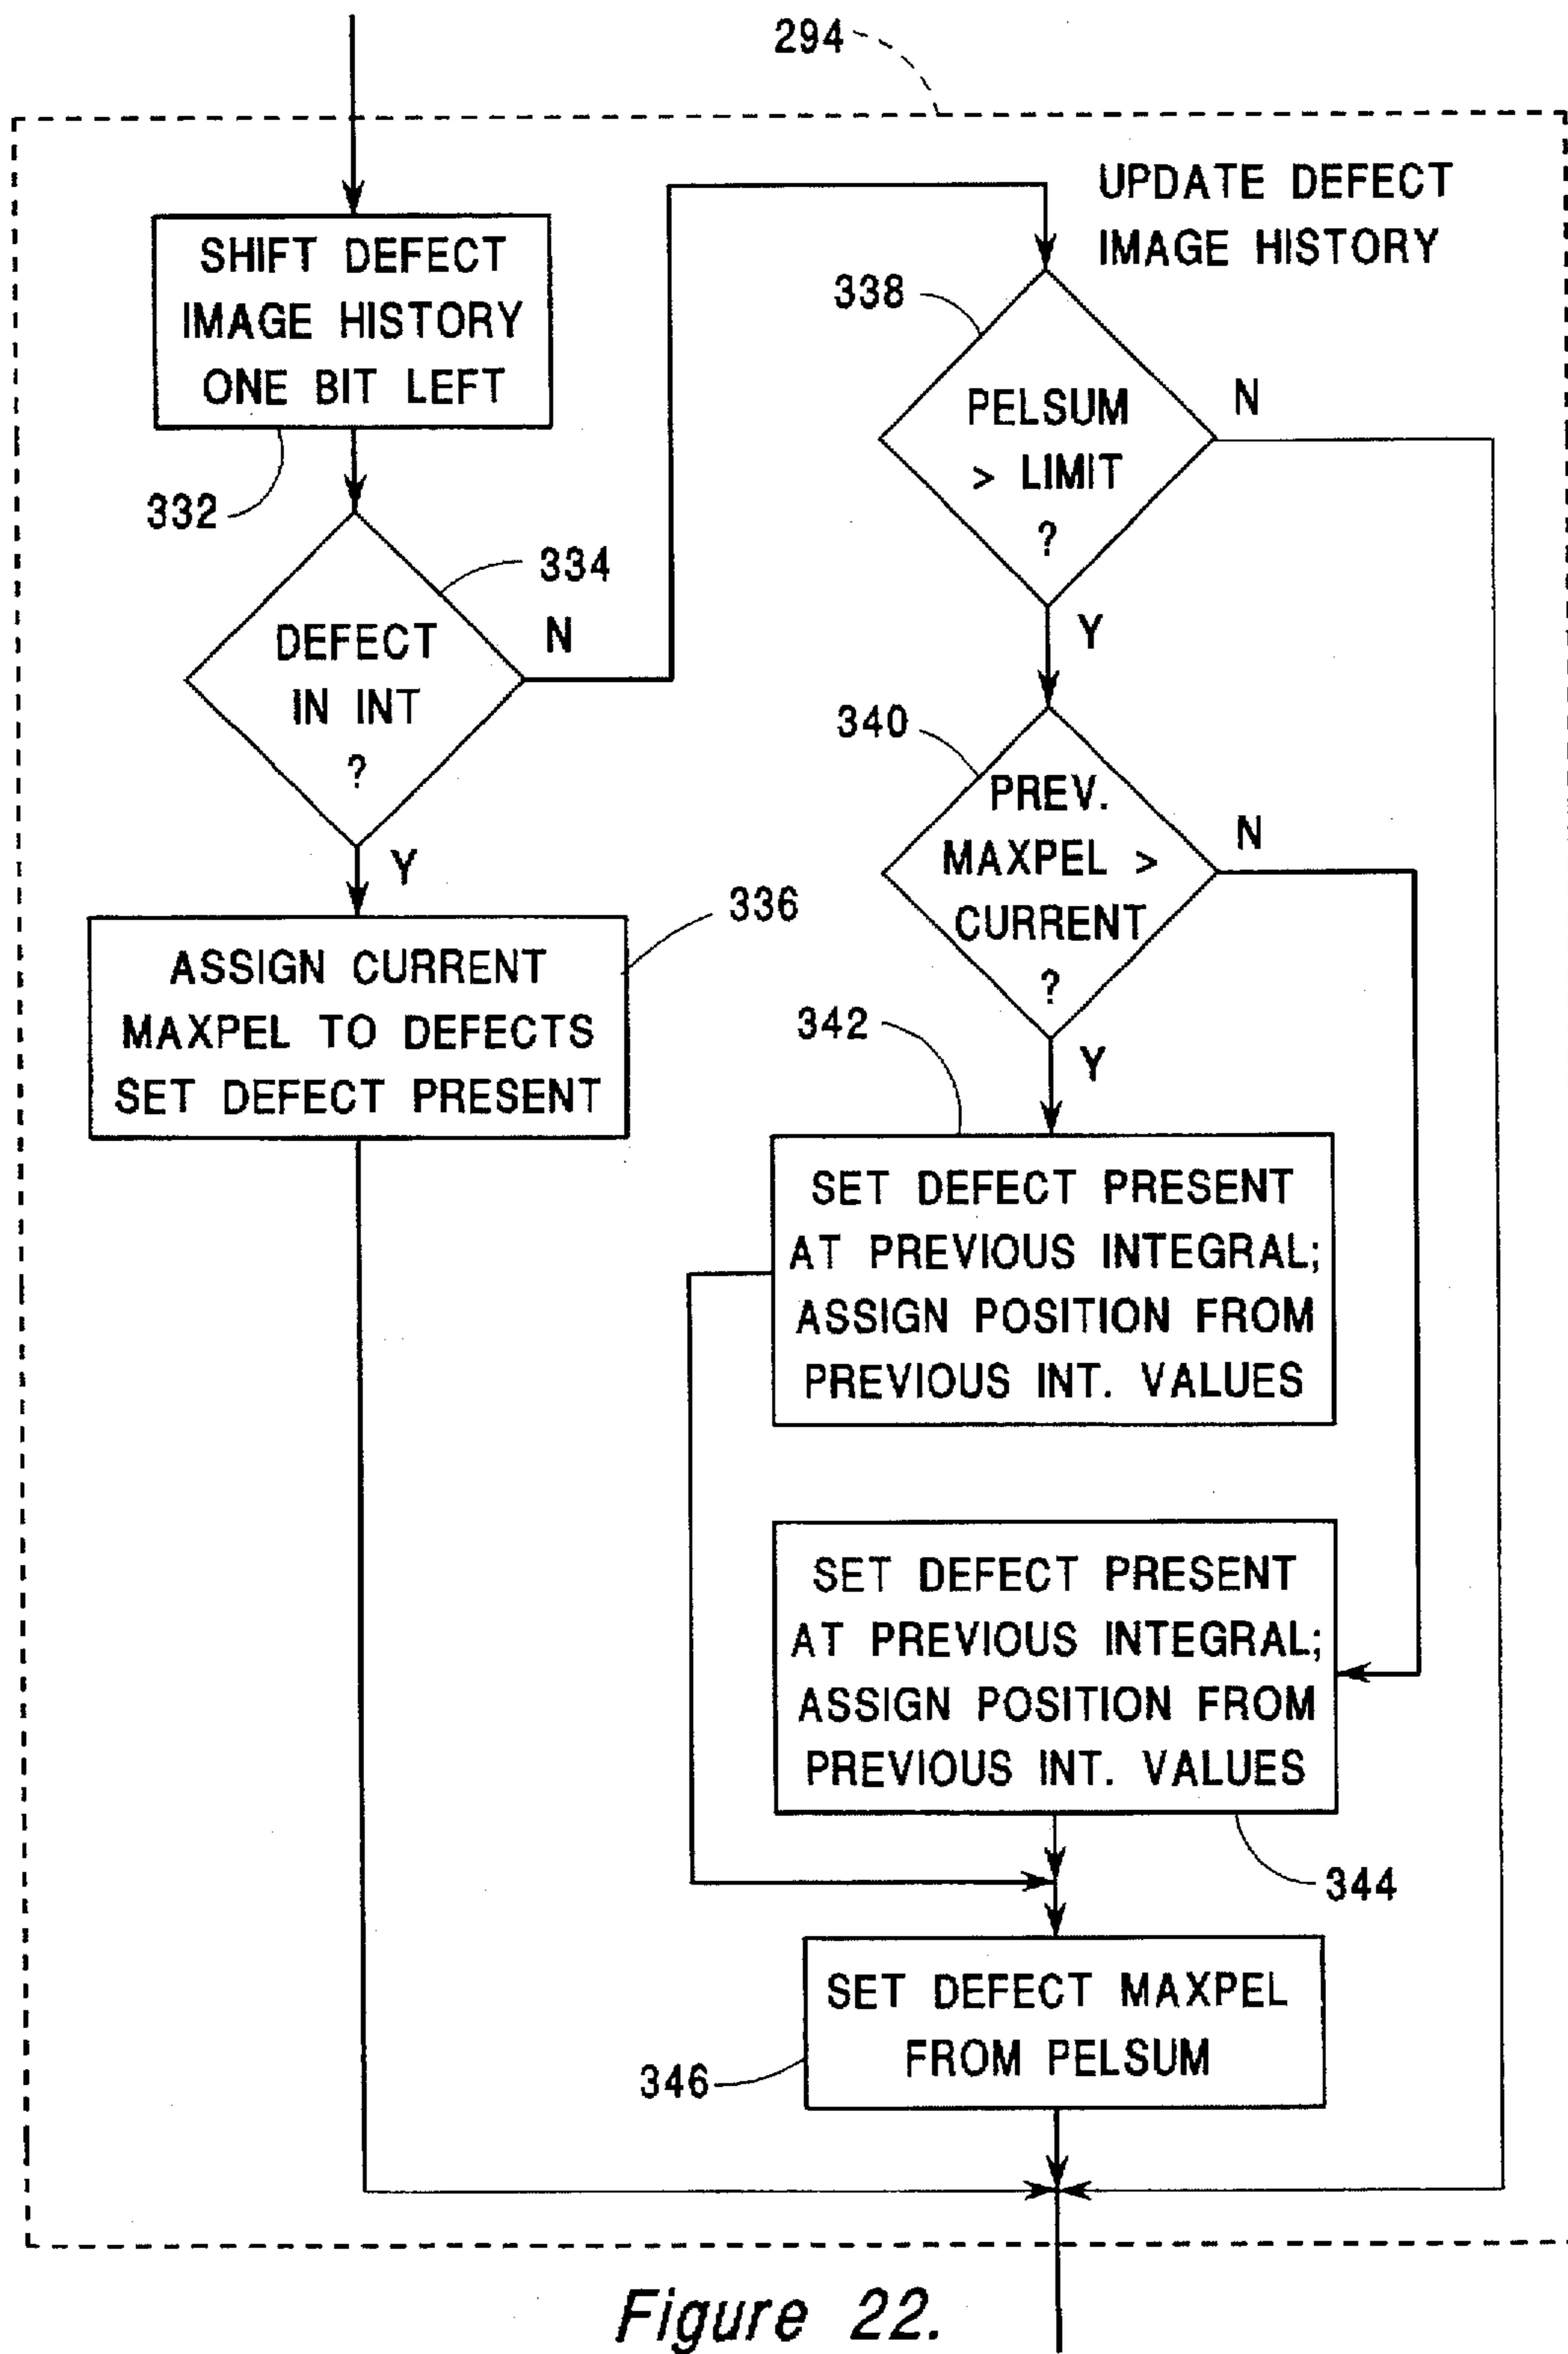 294
UPDATE DEFECT
IMAGE HISTORY
SHIFT DEFECT
IMAGE HISTORY
ONE BIT LEFT
332
334
DEFECT
IN INT
?
N
Y
336
ASSIGN CURRENT
MAXPEL TO DEFECTS
SET DEFECT PRESENT
338
PELSUM
> LIMIT
?
N
Y
340
PREV.
MAXPEL >
CURRENT
?
N
Y
342
SET DEFECT PRESENT
AT PREVIOUS INTEGRAL;
ASSIGN POSITION FROM
PREVIOUS INT. VALUES
SET DEFECT PRESENT
AT PREVIOUS INTEGRAL;
ASSIGN POSITION FROM
PREVIOUS INT. VALUES
344
SET DEFECT MAXPEL
FROM PELSUM
346
Figure 22.